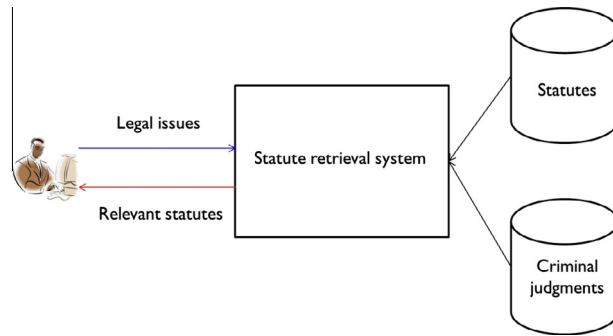 Legal issues
Statute retrieval system
Relevant statutes
Statutes
Criminal
judgments